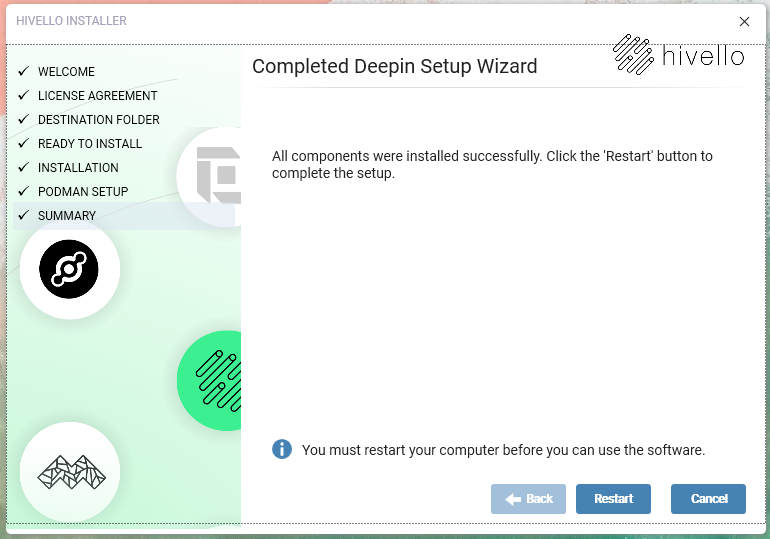 HIVELLO INSTALLER
hivello
WELCOME
LICENSE AGREEMENT
DESTINATION FOLDER
READY TO INSTALL
INSTALLATION
PODMAN SETUP
SUMMARY
Completed Deepin Setup Wizard
All components were installed successfully. Click the 'Restart' button to
complete the setup.
You must restart your computer before you can use the software.
Back
Restart
Cancel